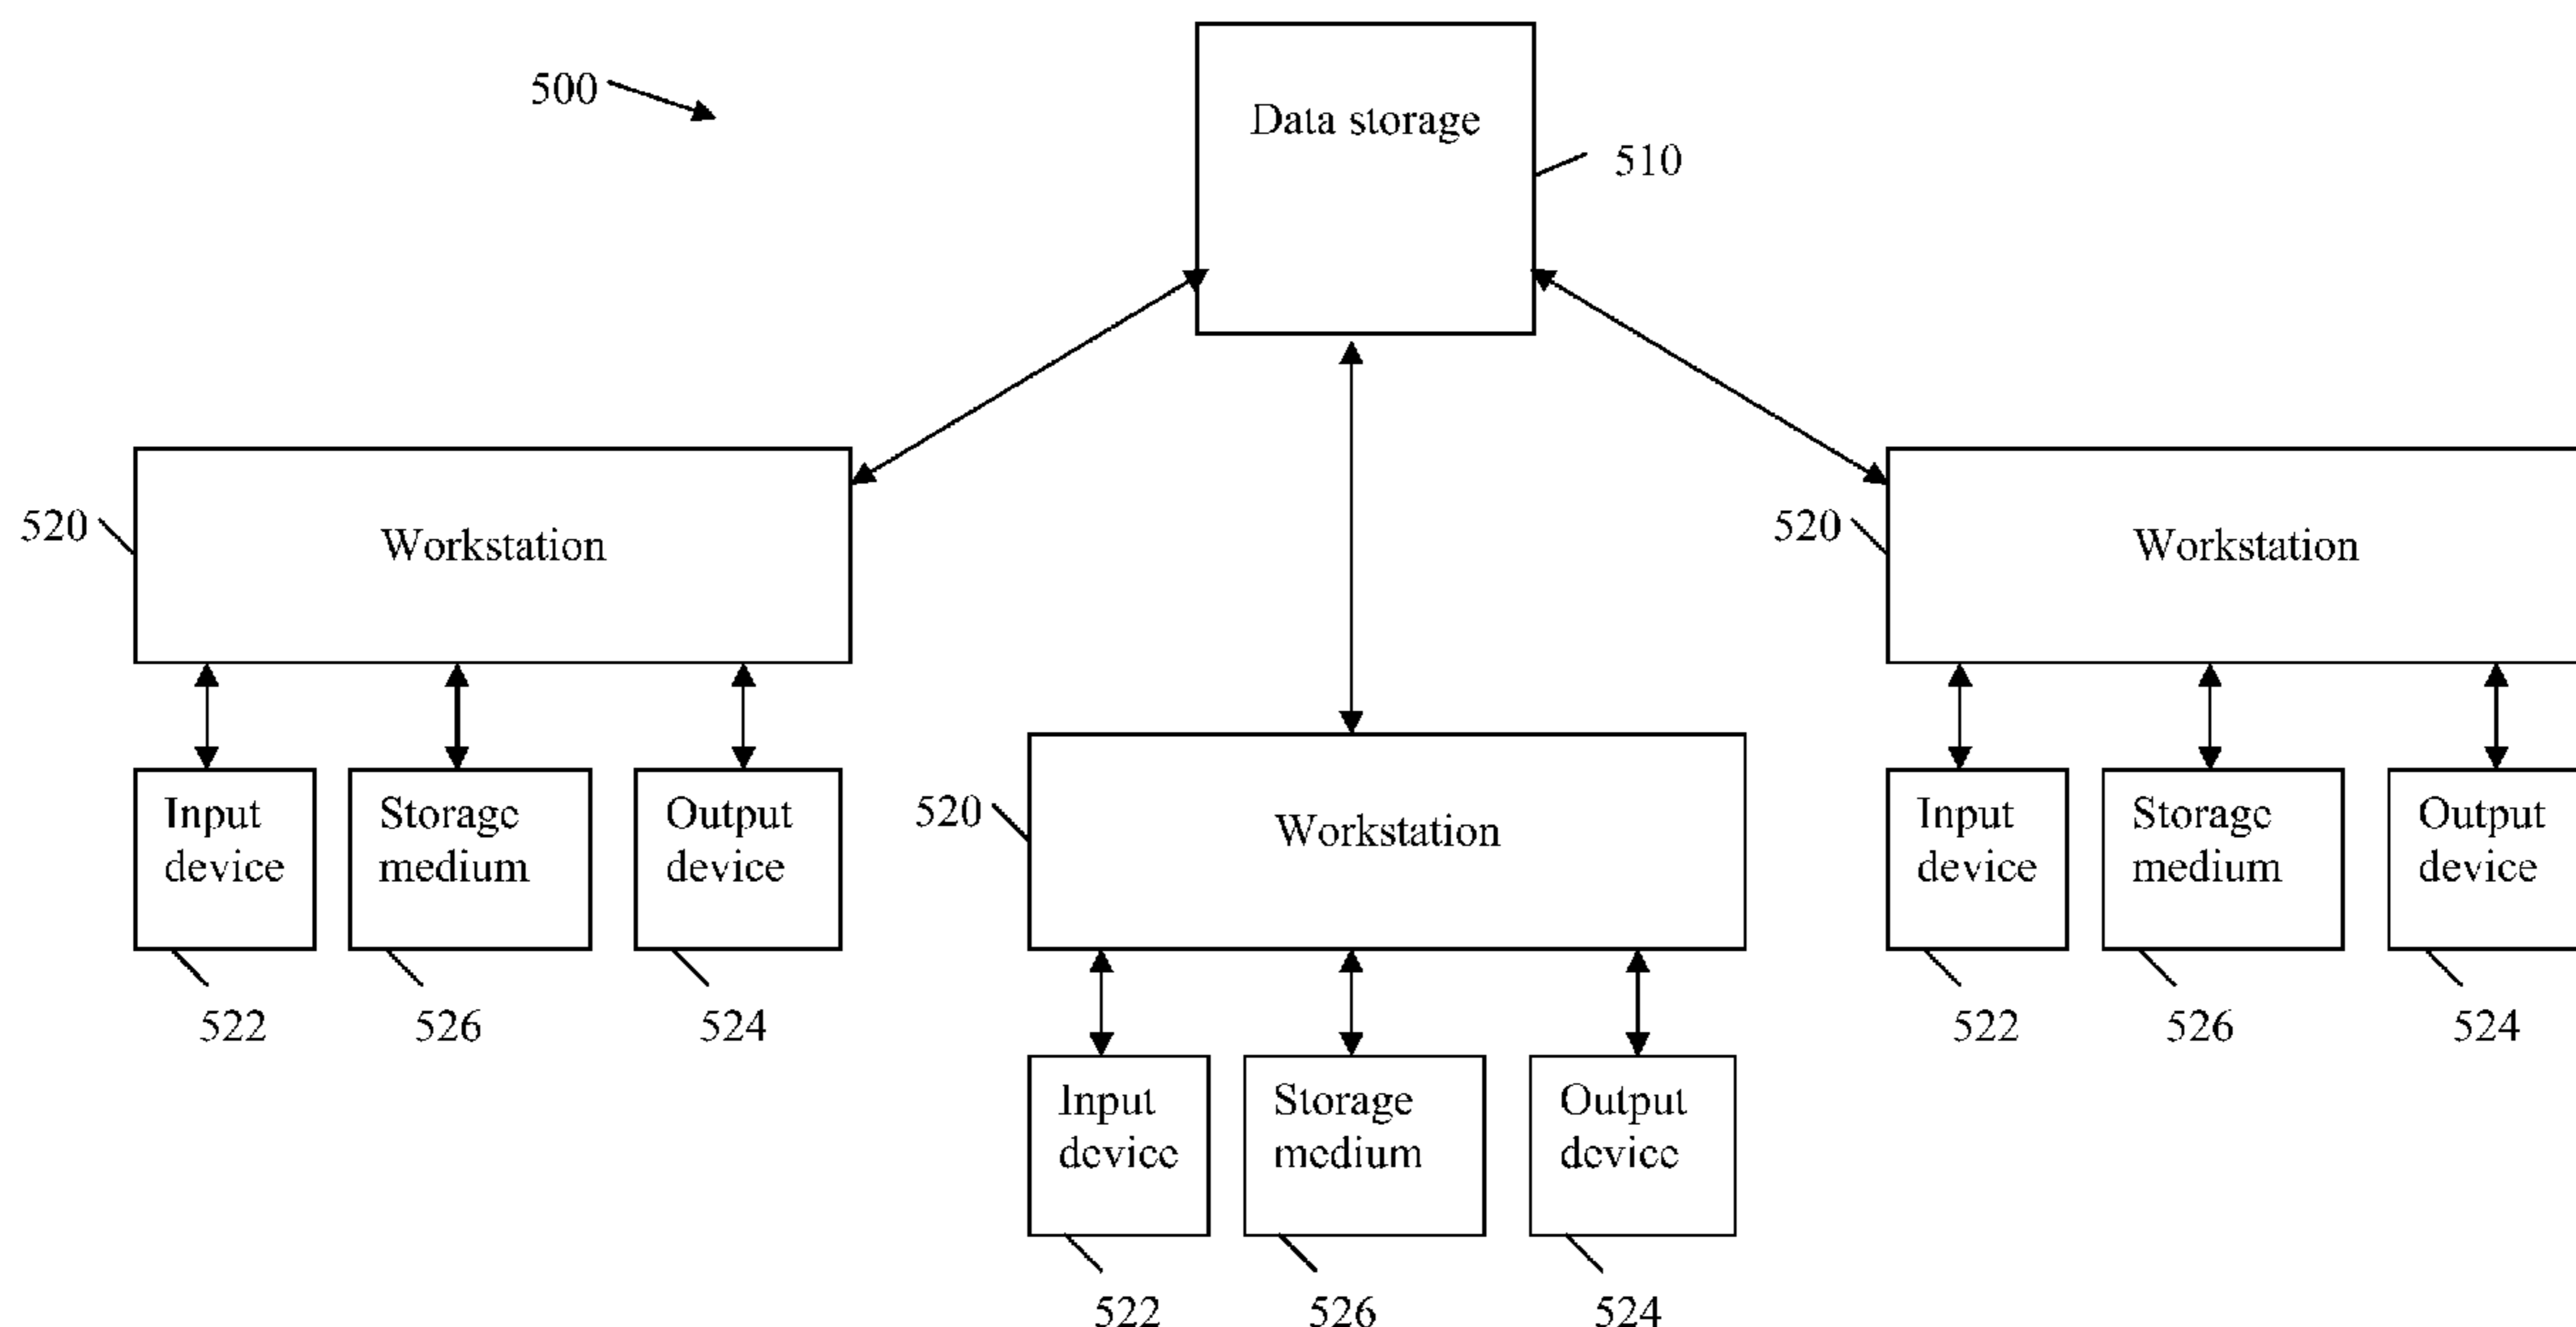 500
Data storage
510
520
Workstation
520
Workstation
Input
device
Storage
medium
Output
device
522
526
524
520
Workstation
Input
device
Storage
medium
Output
device
522
526
524
Input
device
Storage
medium
Output
device
522
526
524